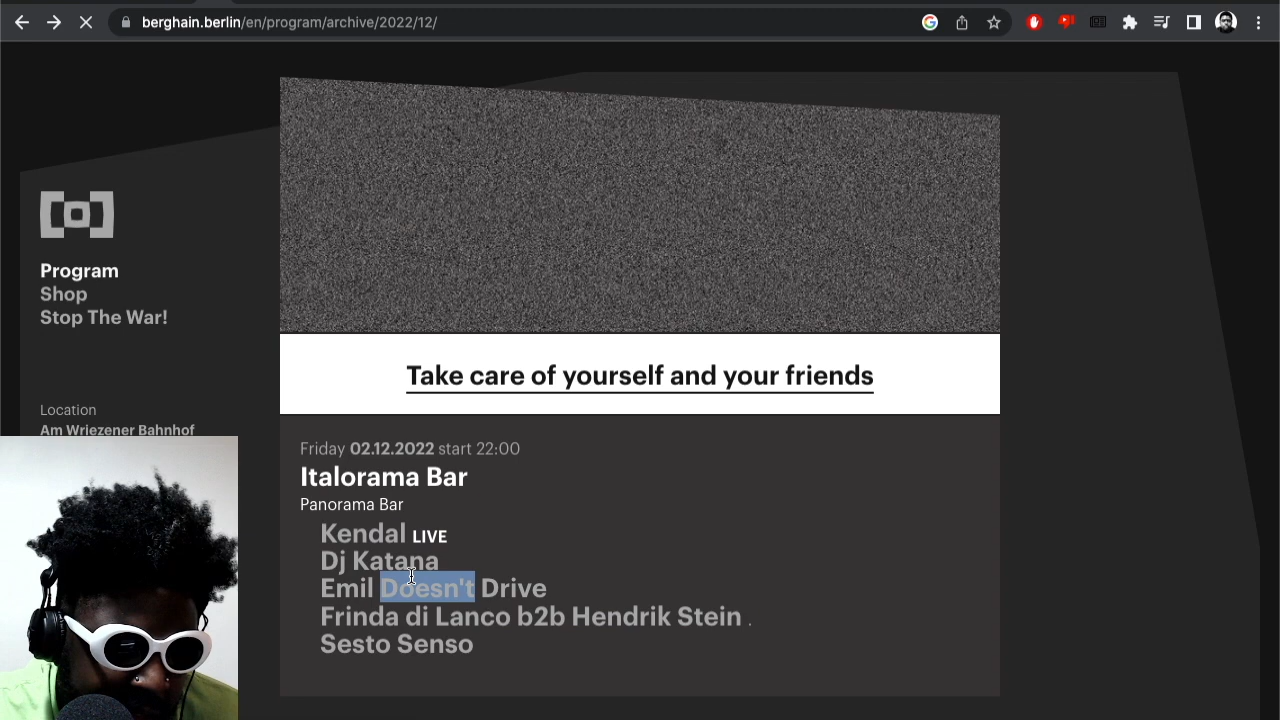 berghain.berlin/en/program/archive/2022/12/
Program
Shop
Stop The War!
Location
Am Wriezener Bahnhof
Take care of yourself and your friends
Friday 02.12.2022 start 22:00
Italorama Bar
Panorama Bar
Kendal LIVE
Dj Katana
Emil Doesn't Drive
Frinda di Lanco b2b Hendrik Stein .
Sesto Senso